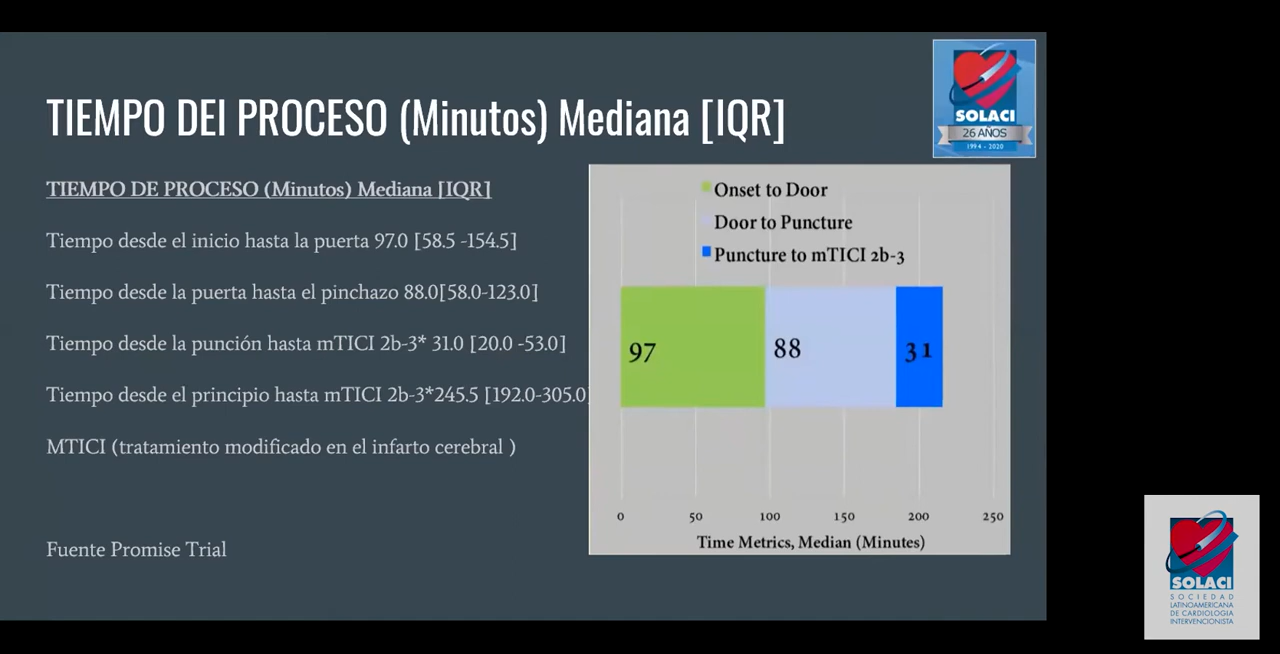 TIEMPO DEl PROCESO (Minutos) Mediana [IQR]
SOLACI
26 AÑOS
1994 - 2020
TIEMPO DE PROCESO (Minutos) Mediana [IQR]
Tiempo desde el inicio hasta la puerta 97.0 [58.5 -154.5]
Tiempo desde la puerta hasta el pinchazo 88.0[58.0-123.0]
Tiempo desde la punción hasta mTICI 2b-3* 31.0 [20.0 -53.0]
Tiempo desde el principio hasta mTICI 2b-3*245.5 [192.0-305.0]
MTICI (tratamiento modificado en el infarto cerebral )
Fuente Promise Trial
Onset to Door
Door to Puncture
Puncture to mTICI 2b-3
97 88 31
0 50 100 150 200 250
Time Metrics, Median (Minutes)
SOLACI
SOCIEDAD
LATINOAMERICANA
DE CARDIOLOGIA
INTERVENCIONISTA